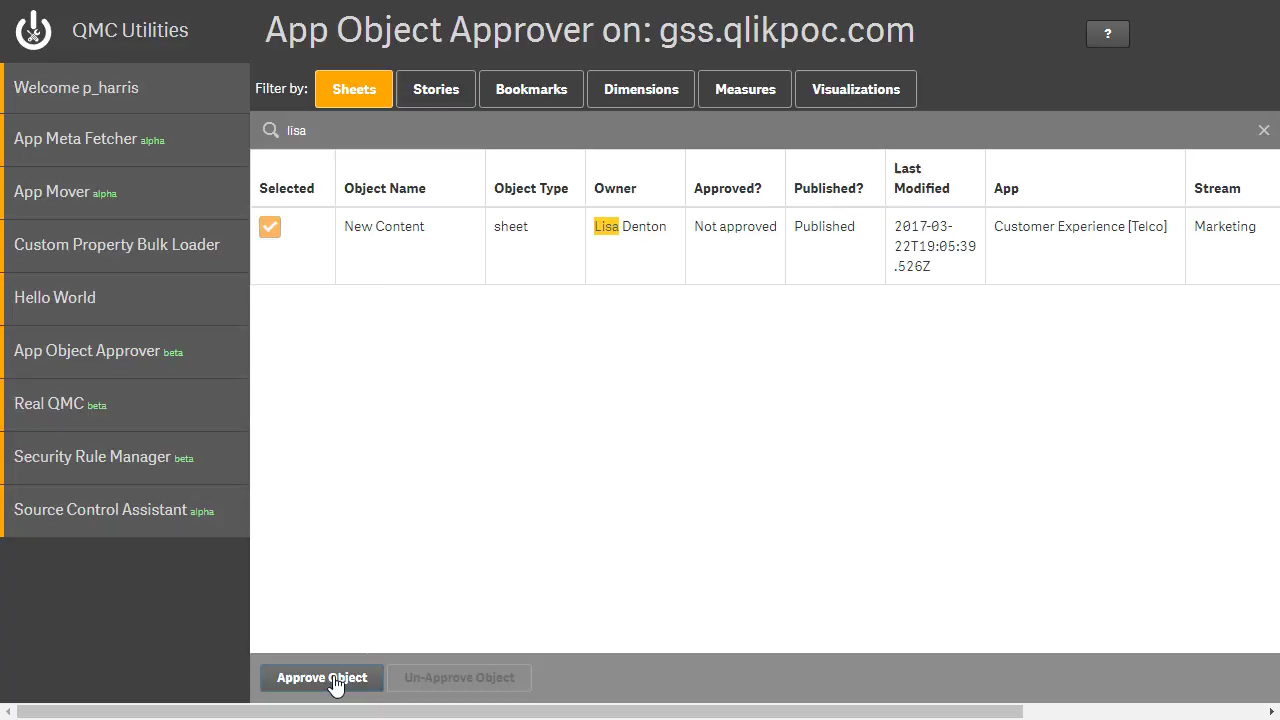 QMC Utilities
App Object Approver on: gss.qlikpoc.com
?
Welcome p_harris
App Meta Fetcher alpha
App Mover alpha
Custom Property Bulk Loader
Hello World
App Object Approver beta
Real QMC beta
Security Rule Manager beta
Source Control Assistant alpha
Filter by:
Sheets
Stories
Bookmarks
Dimensions
Measures
Visualizations
lisa
Selected
Object Name
Object Type
Owner
Approved?
Published?
Last
Modified
App
Stream
New Content
sheet
Lisa Denton
Not approved
Published
2017-03-
22T19:05:39
.526Z
Customer Experience [Telco]
Marketing
Approve Object
Un-Approve Object